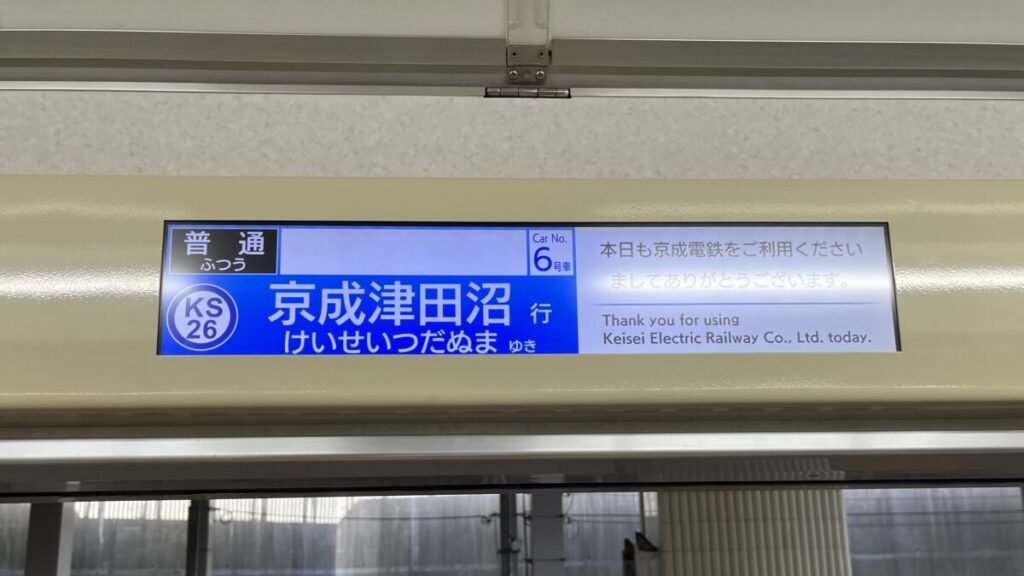 普通
ふつう
Car No.
6号車
KS
26
京成津田沼 行
けいせいつだぬま ゆき
本日も京成電鉄をご利用ください
ましてありがとうございます。
Thank you for using
Keisei Electric Railway Co., Ltd. today.